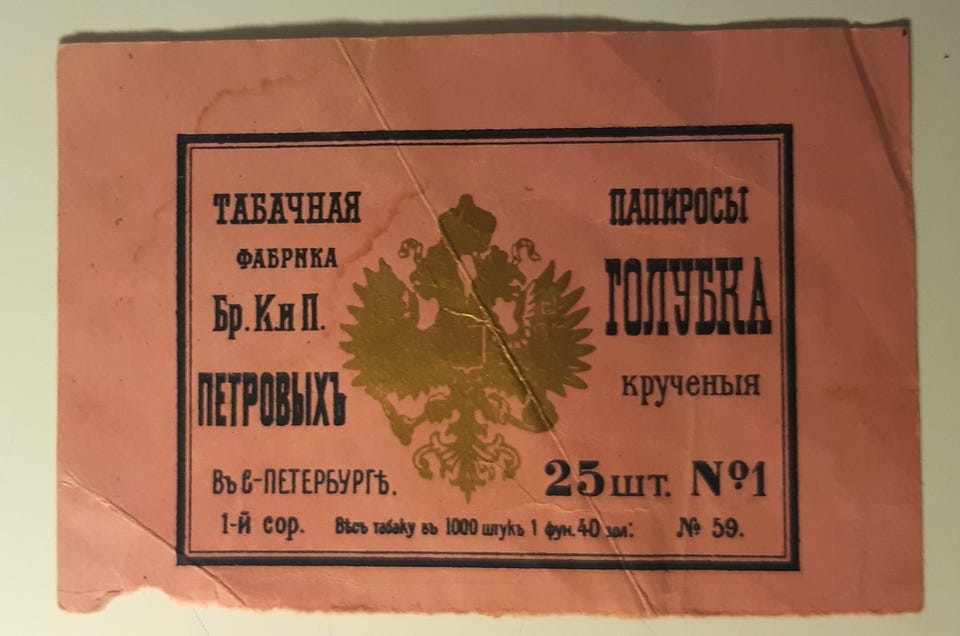 ТАБАЧНАЯ
ФАБРИКА
Бр. К. и П.
ПЕТРОВЫХЪ
Въ С-ПЕТЕРБУРГѢ.
ПАПИРОСЫ
ГОЛУБКА
крученыя
25 шт. №1
1-й сор. Вѣсъ табаку въ 1000 штукъ 1 фун. 40 зол: № 59.